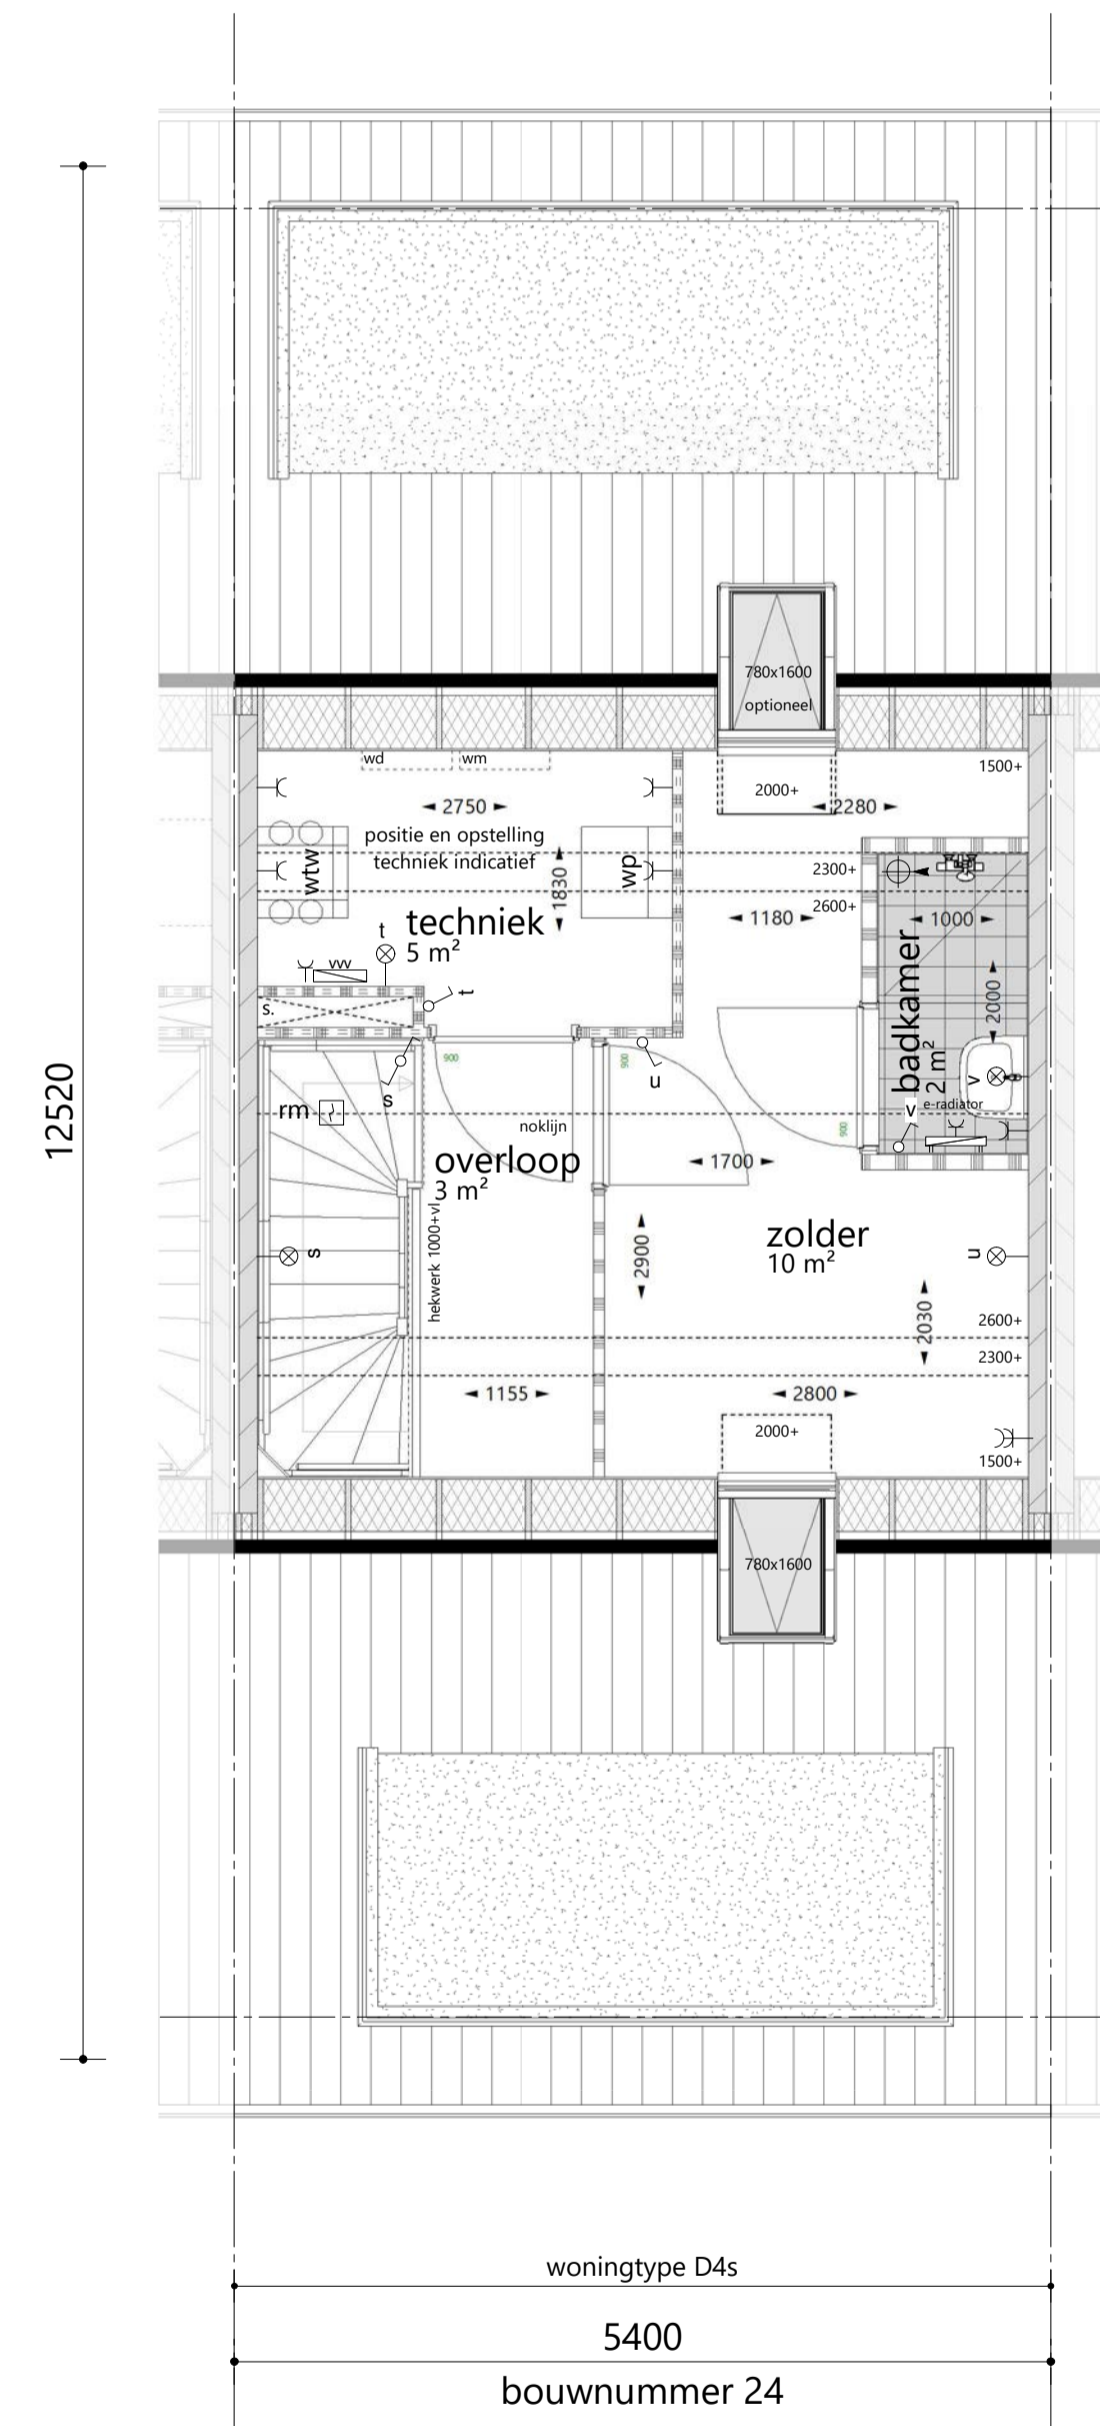 780x1600
optioneel
wd
wm
1500+
2000+
2750
2280
positie en opstelling
techniek indicatief
wtw
1830
wp
2300+
2600+
1180
1000
t
techniek
5 m²
vvv
badkamer
2 m²
2000
s.
t
900
900
u
s
v
v
e-radiator
rm
noklijn
900
overloop
3 m²
1700
hekwerk 1000+vl
zolder
10 m²
2900
s
u
12520
2030
2600+
2300+
1155
2800
2000+
1500+
780x1600
woningtype D4s
5400
bouwnummer 24